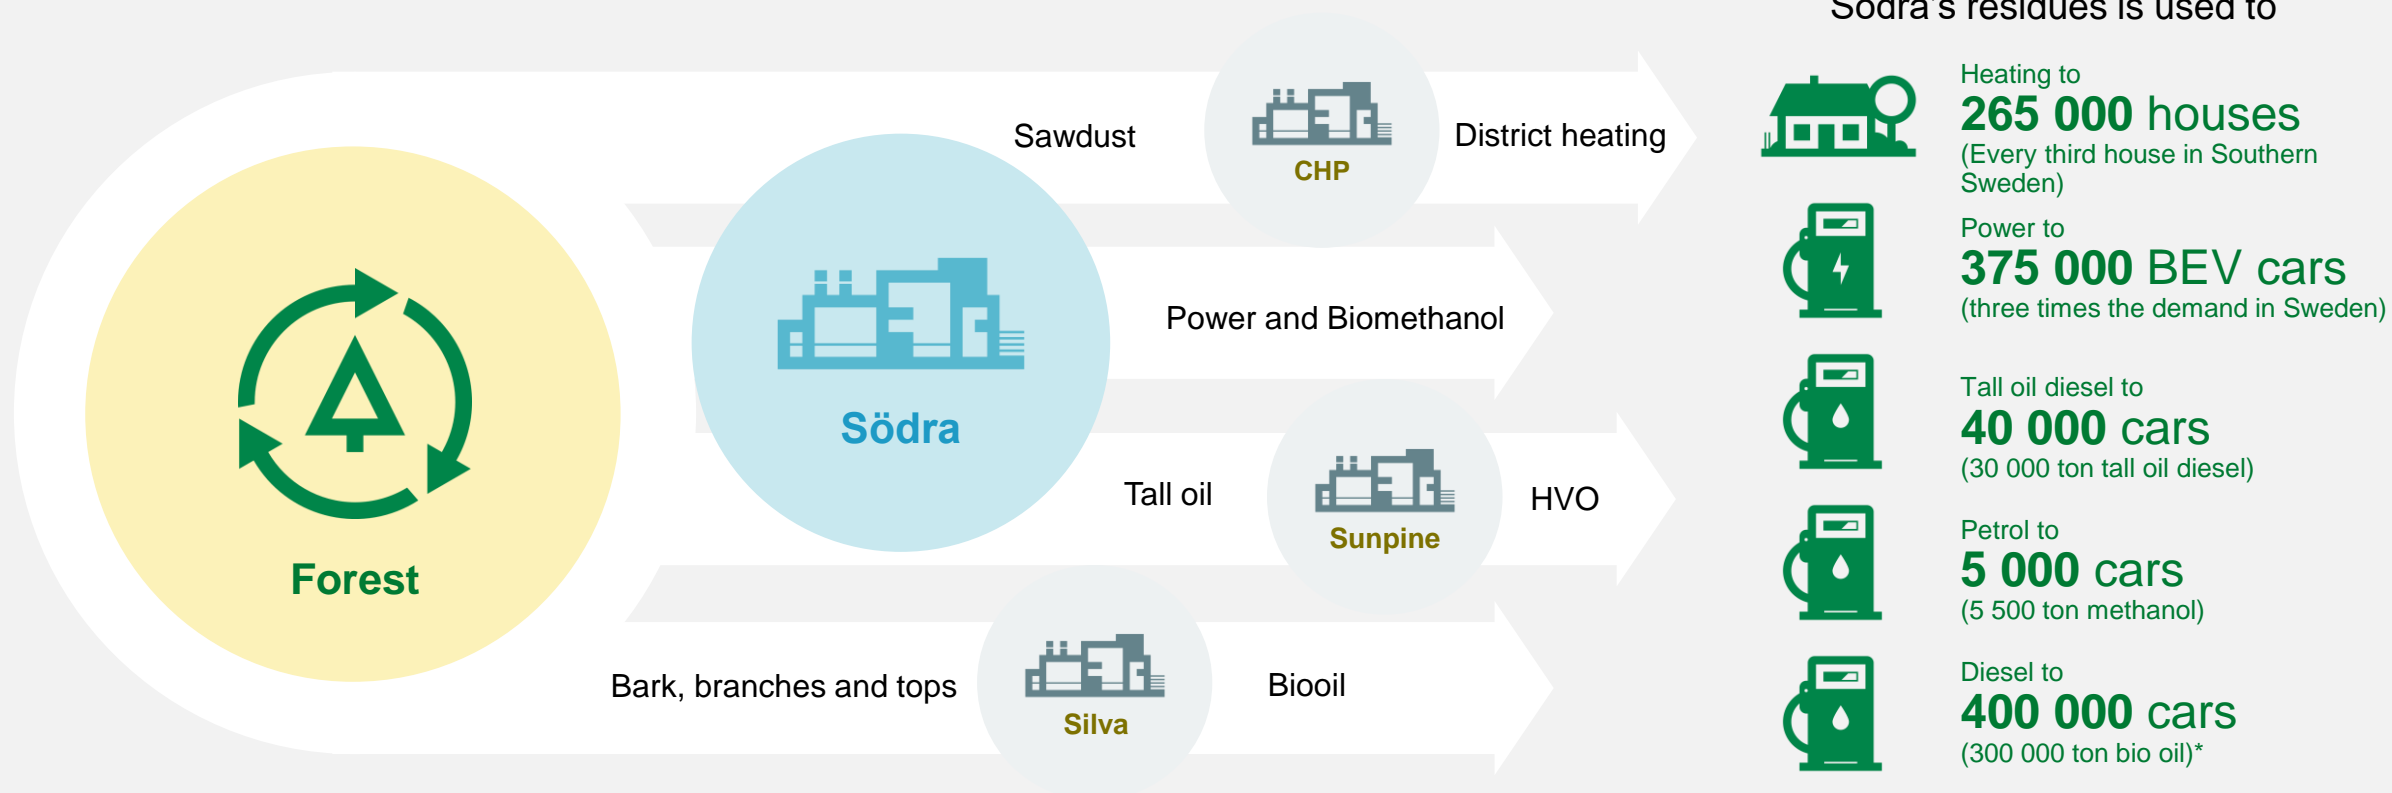 Södra's residues is used to
Sawdust
CHP
District heating
Heating to
265 000 houses
(Every third house in Southern
Sweden)
Power and Biomethanol
Power to
375 000 BEV cars
(three times the demand in Sweden)
Södra
Tall oil
Sunpine
HVO
Tall oil diesel to
40 000 cars
(30 000 ton tall oil diesel)
Forest
Petrol to
5 000 cars
(5 500 ton methanol)
Bark, branches and tops
Silva
Biooil
Diesel to
400 000 cars
(300 000 ton bio oil)*